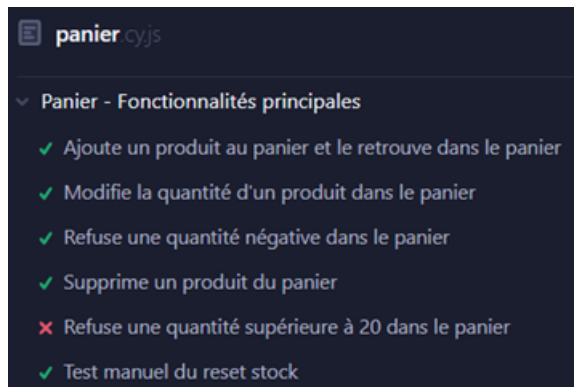 panier.cy.js
Panier - Fonctionnalités principales
Ajoute un produit au panier et le retrouve dans le panier
Modifie la quantité d'un produit dans le panier
Refuse une quantité négative dans le panier
Supprime un produit du panier
Refuse une quantité supérieure à 20 dans le panier
Test manuel du reset stock